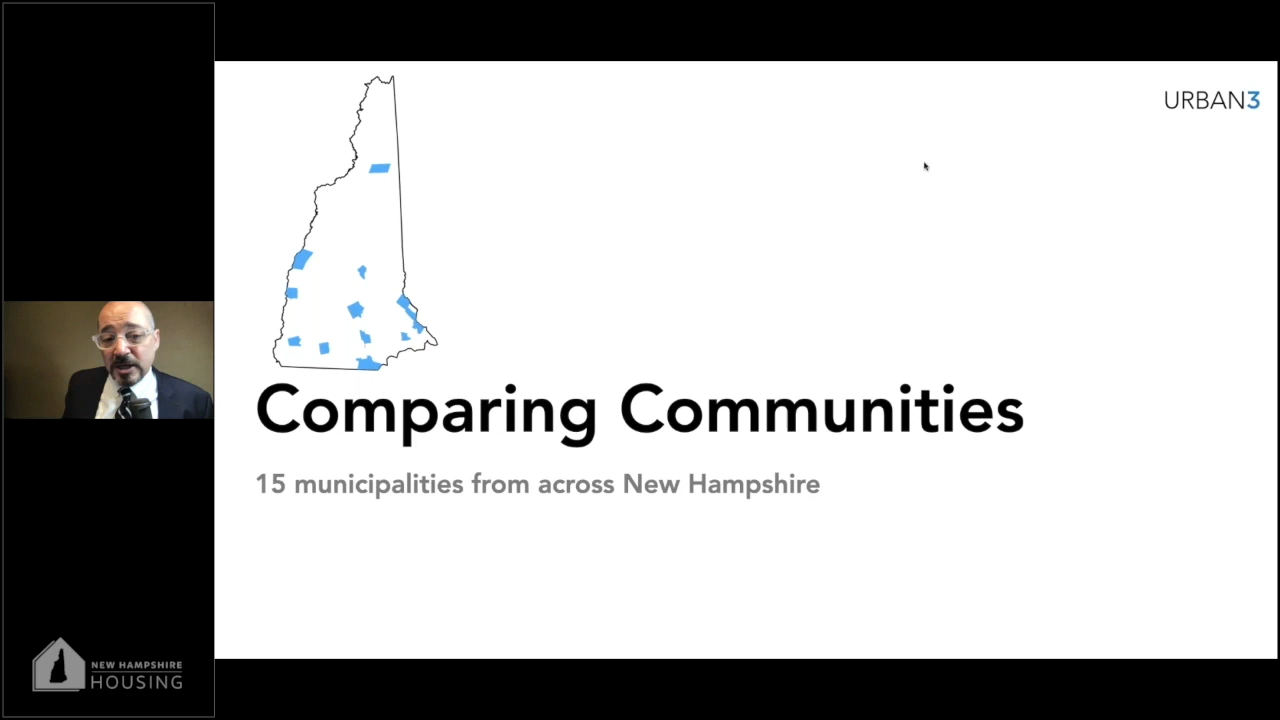 URBAN3
Comparing Communities
15 municipalities from across New Hampshire
NEW HAMPSHIRE
HOUSING